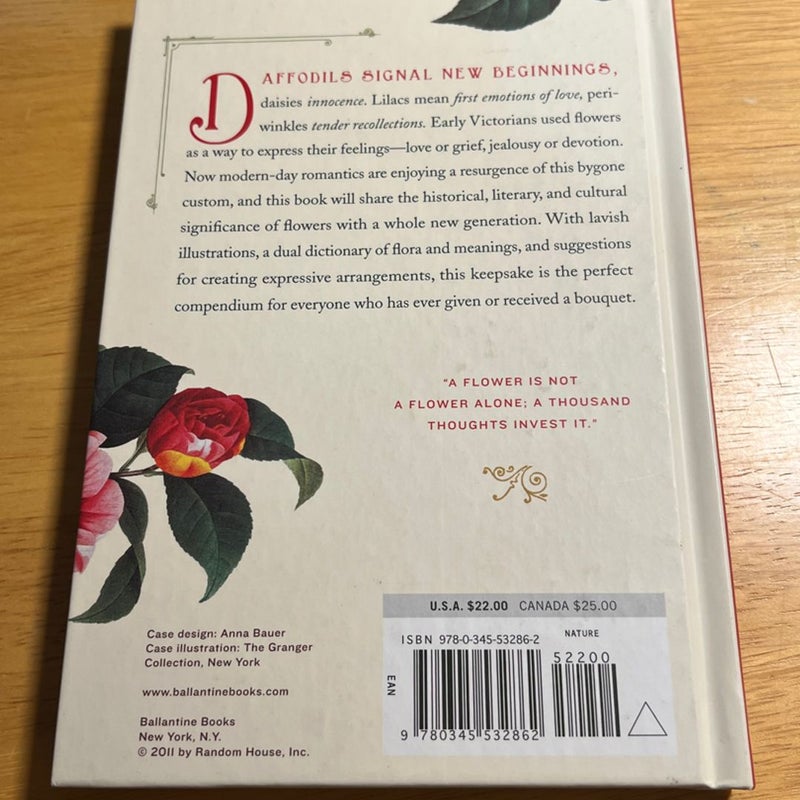 DAFFODILS SIGNAL NEW BEGINNINGS,
daisies innocence. Lilacs mean first emotions of love, peri-
winkles tender recollections. Early Victorians used flowers
as a way to express their feelings—love or grief, jealousy or devotion.
Now modern-day romantics are enjoying a resurgence of this bygone
custom, and this book will share the historical, literary, and cultural
significance of flowers with a whole new generation. With lavish
illustrations, a dual dictionary of flora and meanings, and suggestions
for creating expressive arrangements, this keepsake is the perfect
compendium for everyone who has ever given or received a bouquet.
"A FLOWER IS NOT
A FLOWER ALONE; A THOUSAND
THOUGHTS INVEST IT."
Case design: Anna Bauer
Case illustration: The Granger
Collection, New York
www.ballantinebooks.com
Ballantine Books
New York, N.Y.
© 2011 by Random House, Inc.
U.S.A. $22.00 CANADA $25.00
ISBN 978-0-345-53286-2 NATURE
52200
EAN
9 780345 532862